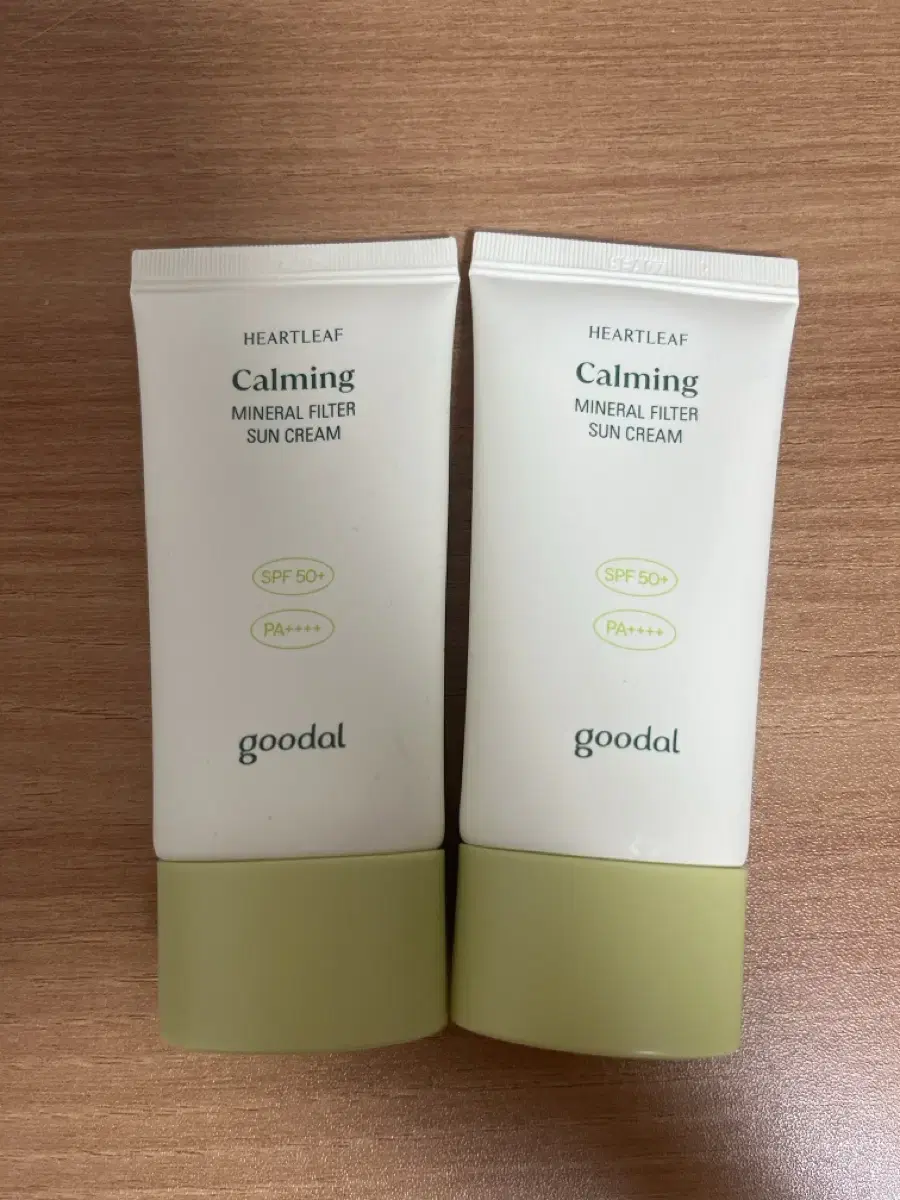 HEARTLEAF
Calming
MINERAL FILTER
SUN CREAM
SPF 50+
PA++++
goodal
HEARTLEAF
Calming
MINERAL FILTER
SUN CREAM
SPF 50+
PA++++
goodal